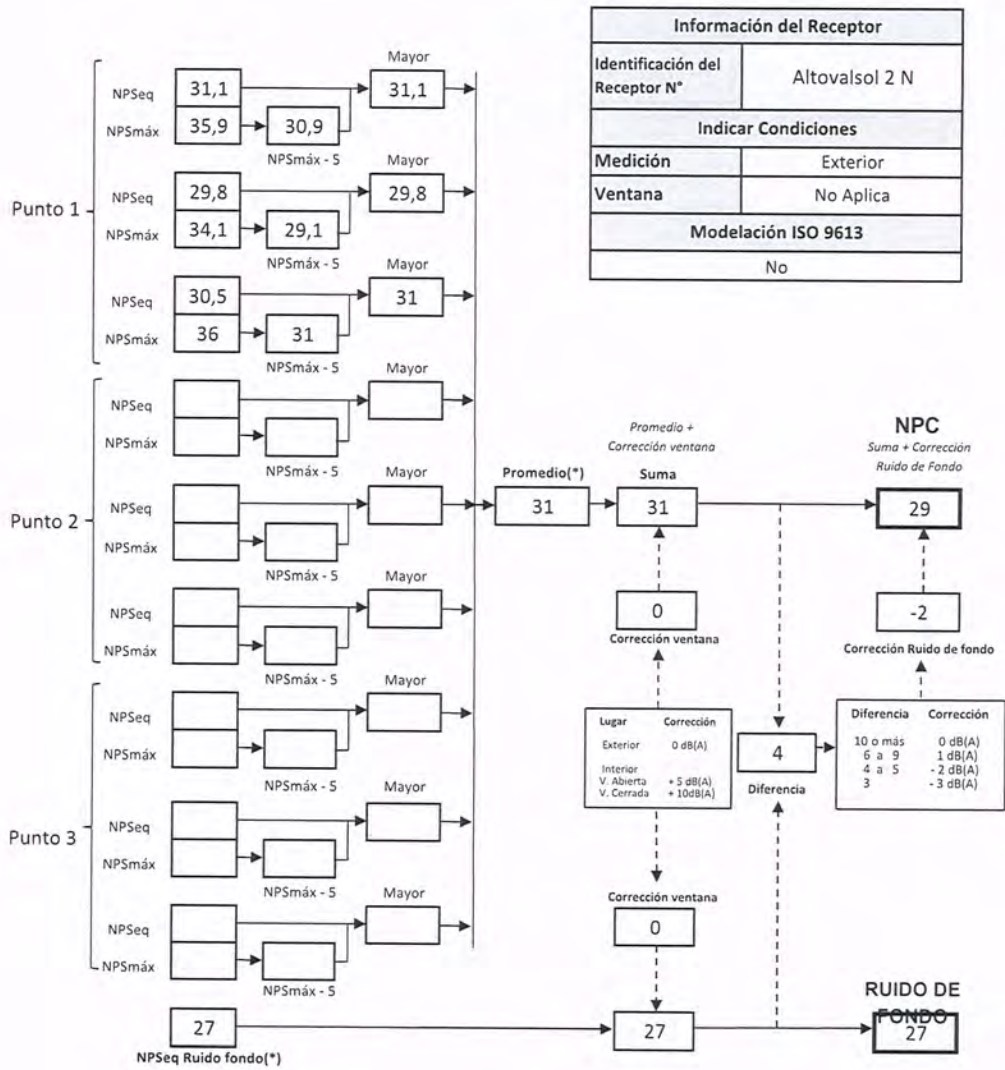 Información del Receptor
Identificación del Receptor N° Altovalsol 2 N
Indicar Condiciones
Medición Exterior
Ventana No Aplica
Modelación ISO 9613
No
Punto 1
Mayor
NPSeq 31,1 31,1
NPSmáx 35,9 30,9
NPSmáx - 5
Mayor
NPSeq 29,8 29,8
NPSmáx 34,1 29,1
NPSmáx - 5
Mayor
NPSeq 30,5 31
NPSmáx 36 31
NPSmáx - 5
Punto 2
Mayor
NPSeq
NPSmáx
NPSmáx - 5
Mayor
NPSeq
NPSmáx
NPSmáx - 5
Mayor
NPSeq
NPSmáx
NPSmáx - 5
Punto 3
Mayor
NPSeq
NPSmáx
NPSmáx - 5
Mayor
NPSeq
NPSmáx
NPSmáx - 5
Mayor
NPSeq
NPSmáx
NPSmáx - 5
27
NPSeq Ruido fondo(*)
Promedio(*)
31
Promedio +
Corrección ventana
Suma
31
0
Corrección ventana
Lugar Corrección
Exterior 0 dB(A)
Interior
V. Abierta + 5 dB(A)
V. Cerrada + 10dB(A)
Corrección ventana
0
27
4
Diferencia
NPC
Suma + Corrección
Ruido de Fondo
29
-2
Corrección Ruido de fondo
Diferencia Corrección
10 o más 0 dB(A)
6 a 9 1 dB(A)
4 a 5 - 2 dB(A)
3 - 3 dB(A)
RUIDO DE
FONDO
27